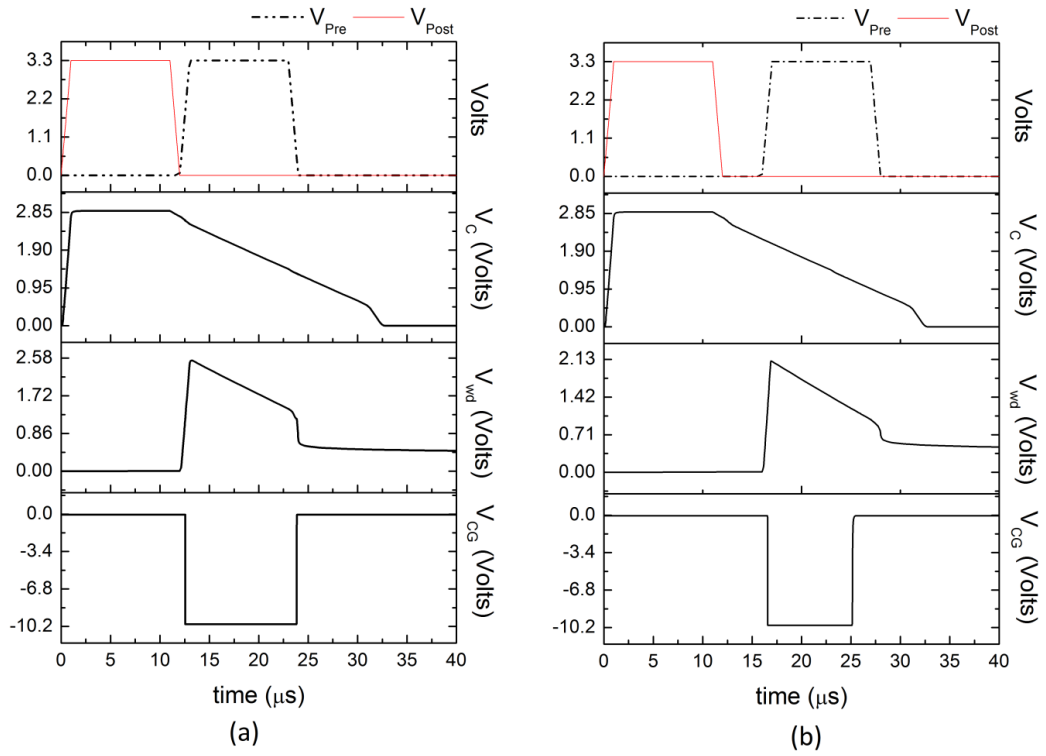 V_Pre V_Post
3.3
2.2
1.1
0.0
Volts
2.85
1.90
0.95
0.00
V_C (Volts)
2.58
1.72
0.86
0.00
V_wd (Volts)
0.0
-3.4
-6.8
-10.2
V_CG (Volts)
0 5 10 15 20 25 30 35 40
time (μs)
(a)
V_Pre V_Post
3.3
2.2
1.1
0.0
Volts
2.85
1.90
0.95
0.00
V_C (Volts)
2.13
1.42
0.71
0.00
V_wd (Volts)
0.0
-3.4
-6.8
-10.2
V_CG (Volts)
0 5 10 15 20 25 30 35 40
time (μs)
(b)